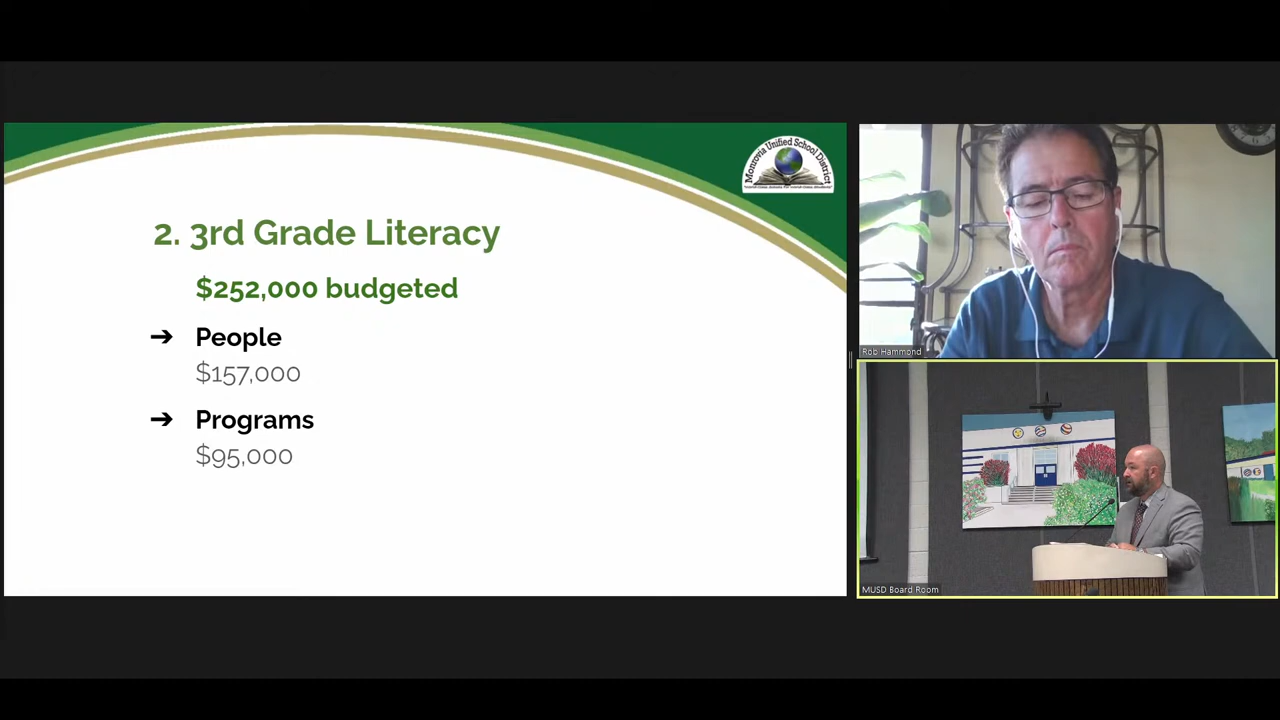 Monrovia Unified School District
2. 3rd Grade Literacy
$252,000 budgeted
➔ People
$157,000
➔ Programs
$95,000
Rob Hammond
MUSD Board Room